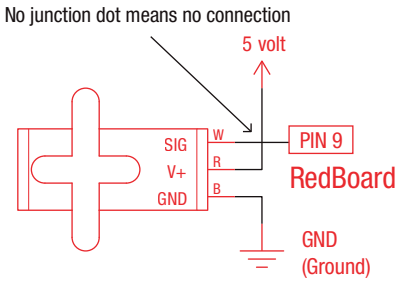 No junction dot means no connection
5 volt
SIG W
PIN 9
V+ R
RedBoard
GND B
GND
(Ground)